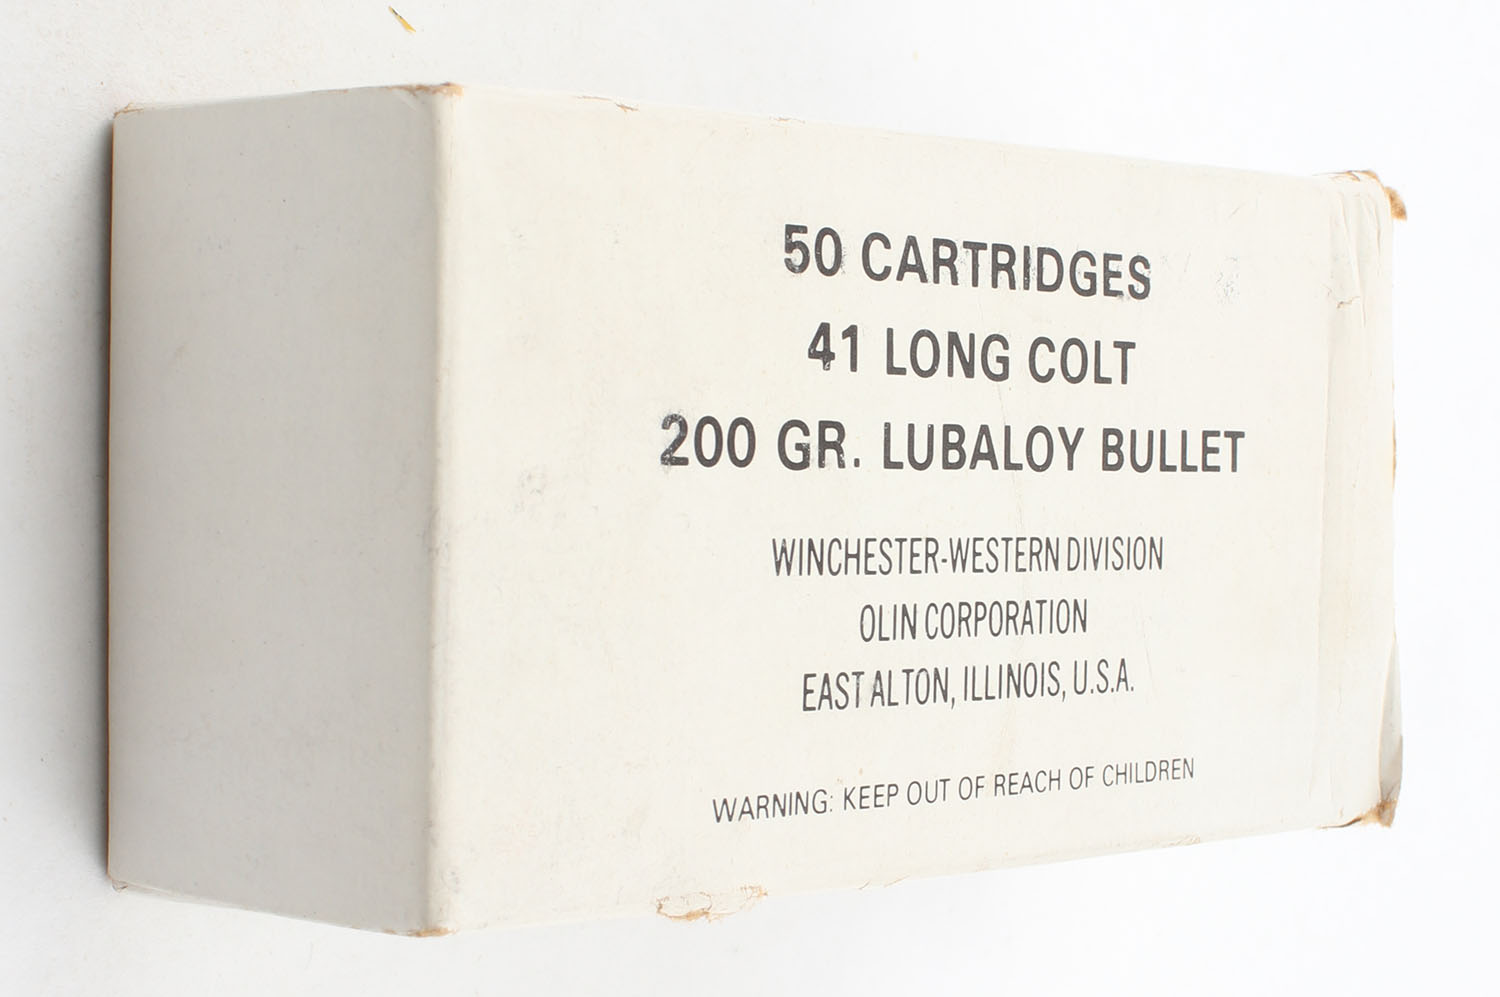 50 CARTRIDGES
41 LONG COLT
200 GR. LUBALOY BULLET
WINCHESTER-WESTERN DIVISION
OLIN CORPORATION
EAST ALTON, ILLINOIS, U.S.A.
WARNING: KEEP OUT OF REACH OF CHILDREN